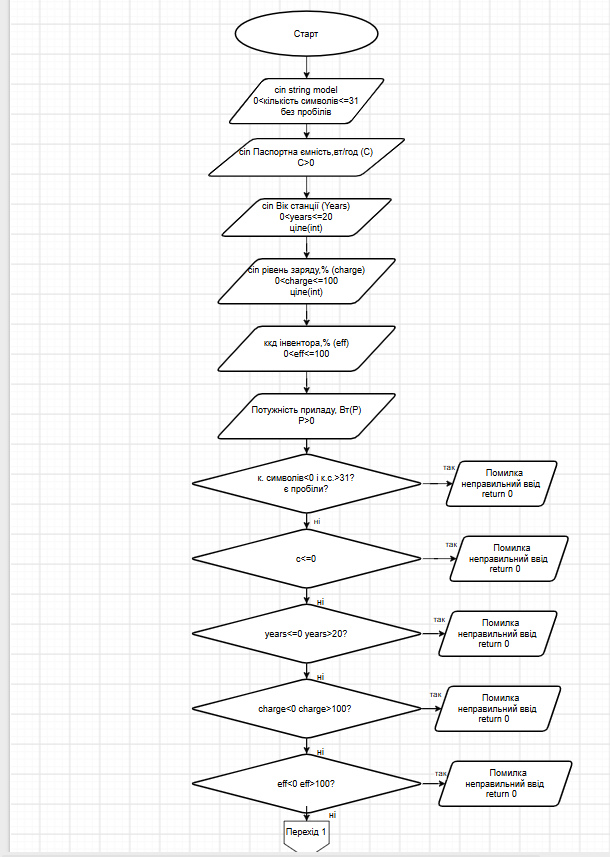 Старт
cin string model
0<кількість символів<=31
без пробілів
cin Паспортна ємність,вт/год (C)
C>0
cin Вік станції (Years)
0<years<=20
ціле(int)
cin рівень заряду,% (charge)
0<charge<=100
ціле(int)
ккд інвентора,% (eff)
0<eff<=100
Потужність приладу, Вт(P)
P>0
к. символів<0 і к.с.>31?
є пробіли?
так
Помилка
неправильний ввід
return 0
ні
c<=0
так
Помилка
неправильний ввід
return 0
ні
years<=0 years>20?
так
Помилка
неправильний ввід
return 0
ні
charge<0 charge>100?
так
Помилка
неправильний ввід
return 0
ні
eff<0 eff>100?
так
Помилка
неправильний ввід
return 0
ні
Перехід 1